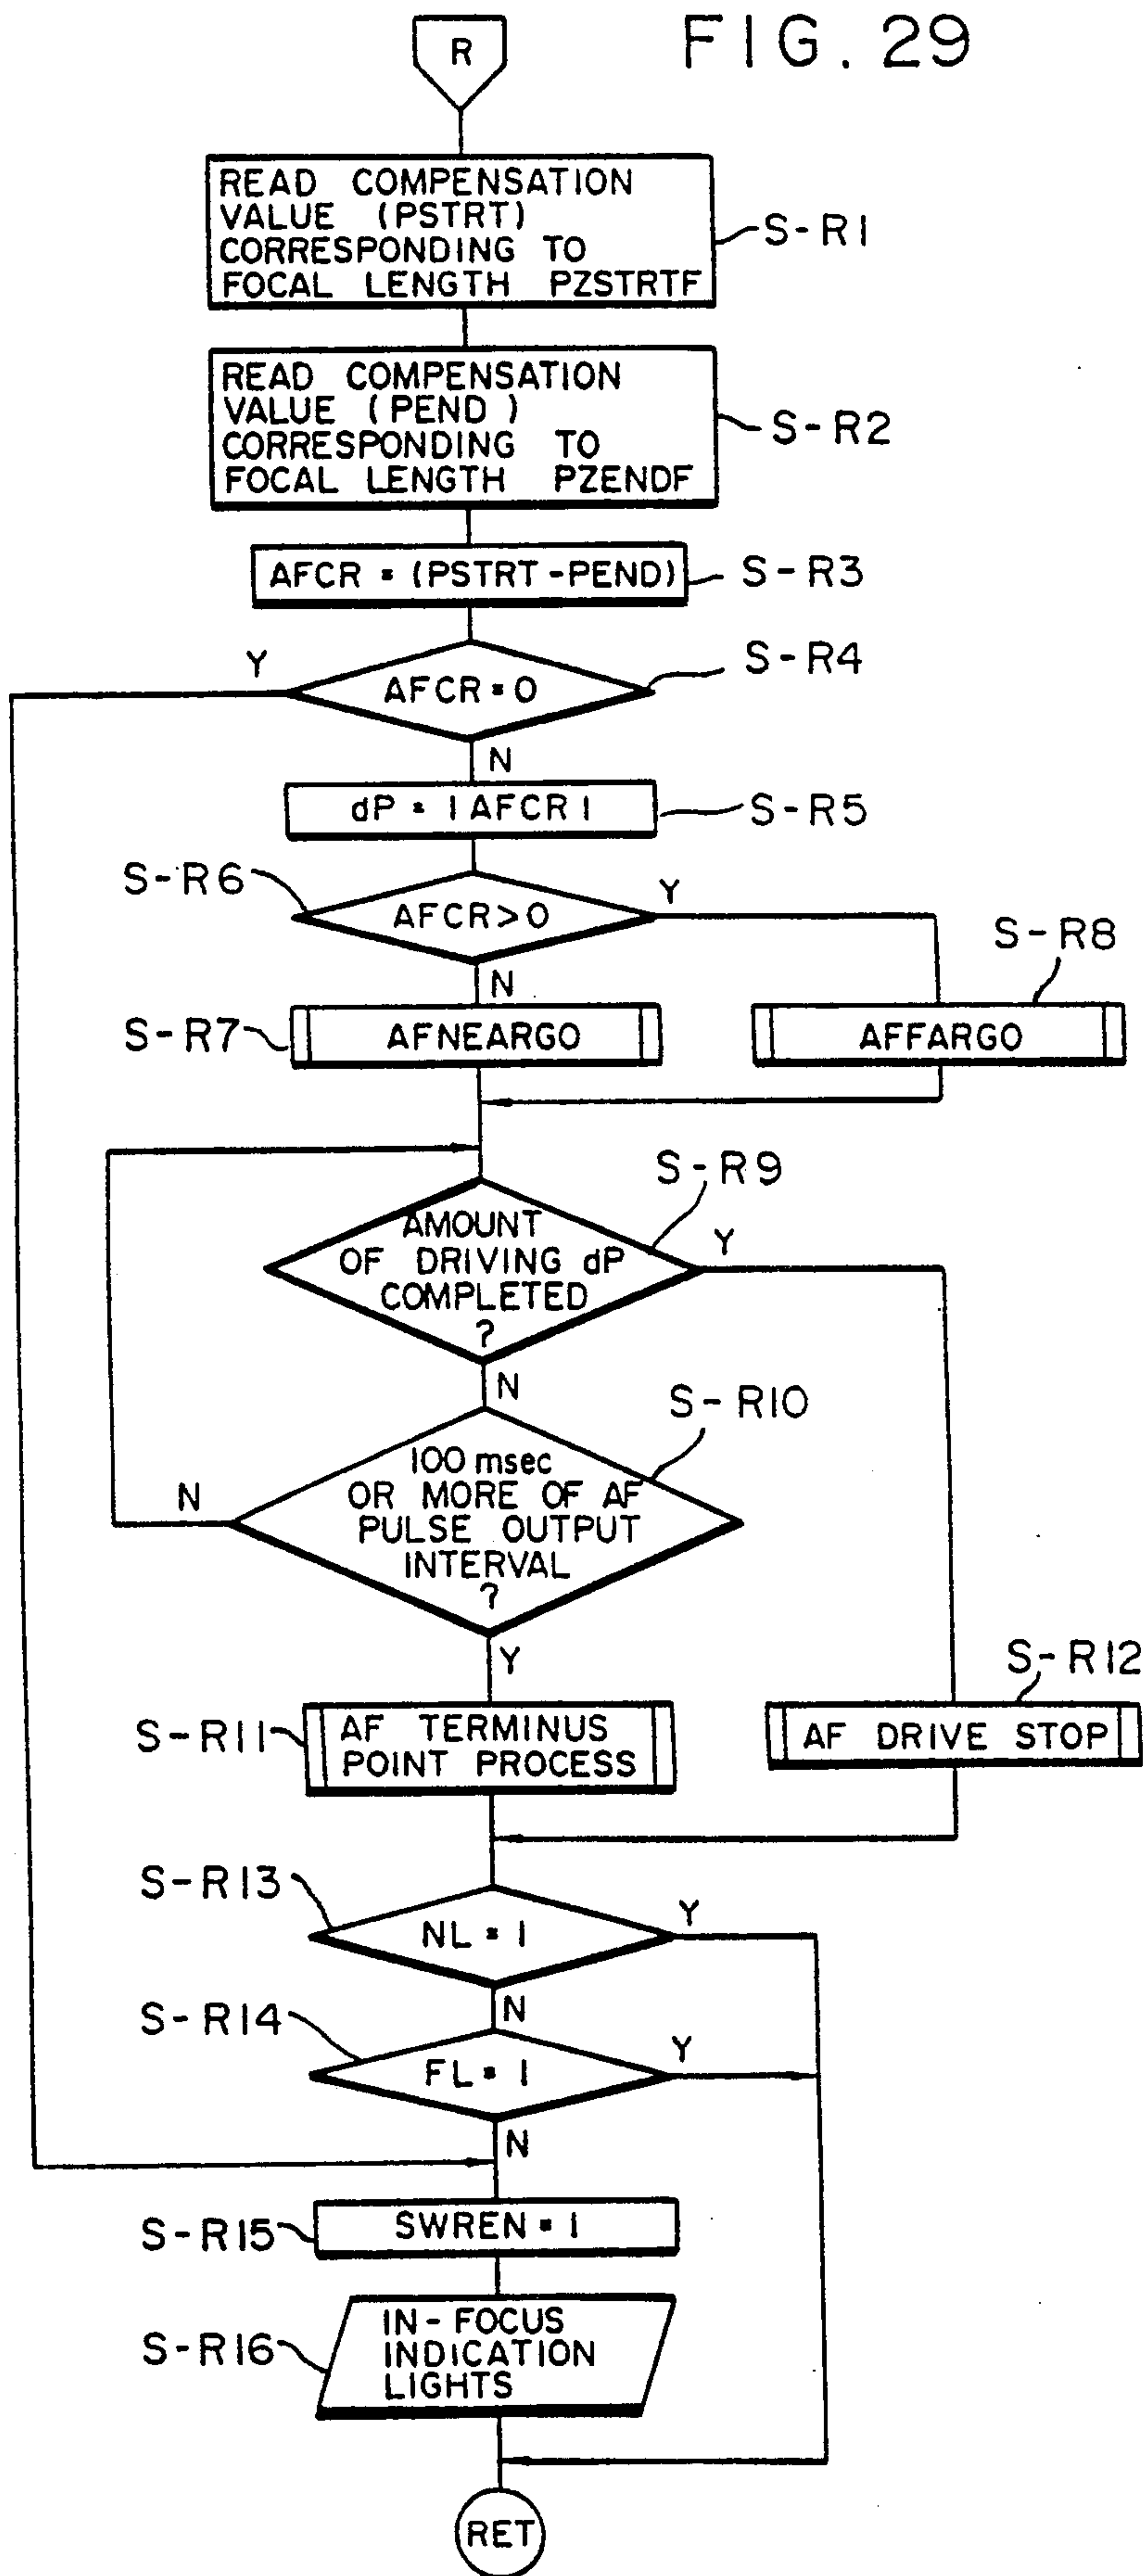 FIG. 29
R
READ COMPENSATION
VALUE (PSTRT)
CORRESPONDING TO
FOCAL LENGTH PZSTRTF
S-R1
READ COMPENSATION
VALUE (PEND)
CORRESPONDING TO
FOCAL LENGTH PZENDF
S-R2
AFCR = (PSTRT-PEND)
S-R3
Y
AFCR = 0
S-R4
N
dP = |AFCR|
S-R5
S-R6
AFCR>0
Y
N
S-R8
S-R7
AFNEARGO
AFFARGO
S-R9
AMOUNT
OF DRIVING dP
COMPLETED
?
Y
N
S-R10
100 msec
OR MORE OF AF
PULSE OUTPUT
INTERVAL
?
N
Y
S-R12
S-R11
AF TERMINUS
POINT PROCESS
AF DRIVE STOP
S-R13
NL = 1
Y
N
S-R14
FL = 1
Y
N
S-R15
SWREN = 1
S-R16
IN-FOCUS
INDICATION
LIGHTS
RET